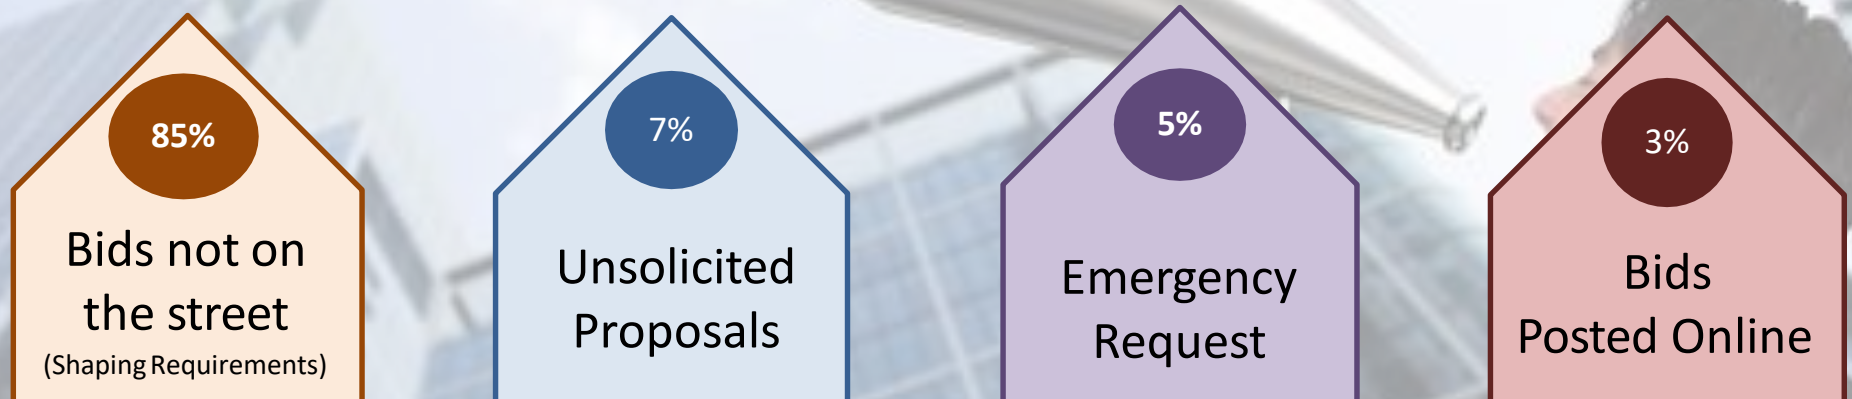 85%
Bids not on
the street
(Shaping Requirements)
7%
Unsolicited
Proposals
5%
Emergency
Request
3%
Bids
Posted Online